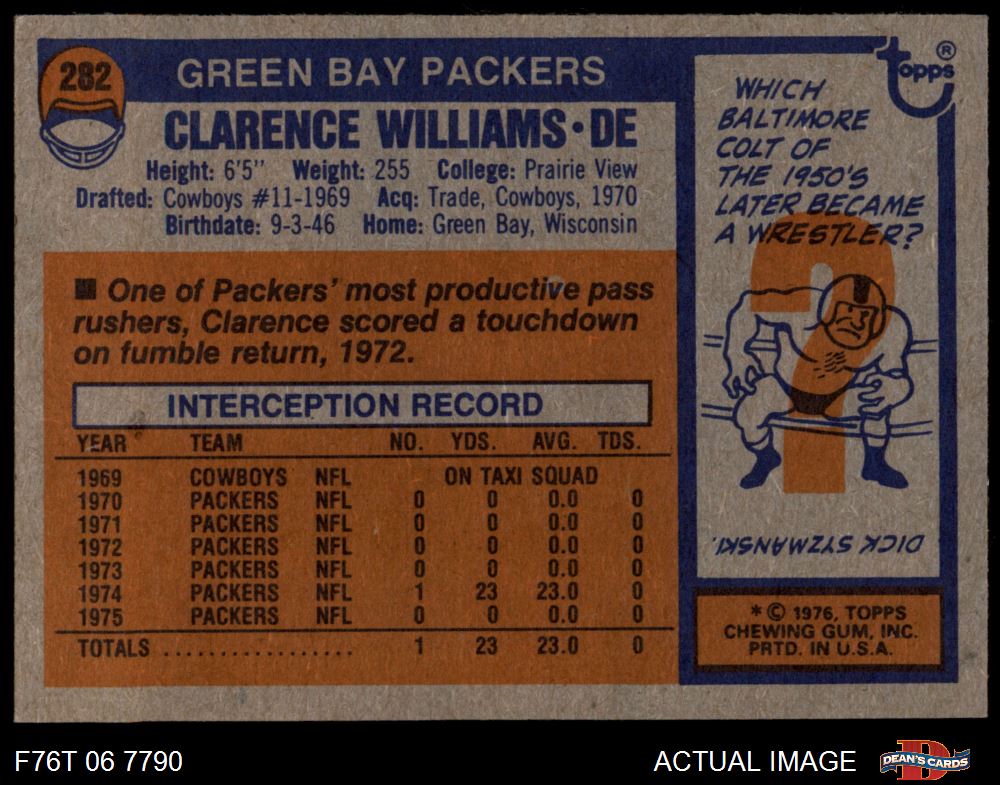 282
GREEN BAY PACKERS
CLARENCE WILLIAMS • DE
Height: 6'5" Weight: 255 College: Prairie View
Drafted: Cowboys #11-1969 Acq: Trade, Cowboys, 1970
Birthdate: 9-3-46 Home: Green Bay, Wisconsin
■ One of Packers' most productive pass
rushers, Clarence scored a touchdown
on fumble return, 1972.
INTERCEPTION RECORD
YEAR TEAM NO. YDS. AVG. TDS.
1969 COWBOYS NFL ON TAXI SQUAD
1970 PACKERS NFL 0 0 0.0 0
1971 PACKERS NFL 0 0 0.0 0
1972 PACKERS NFL 0 0 0.0 0
1973 PACKERS NFL 0 0 0.0 0
1974 PACKERS NFL 1 23 23.0 0
1975 PACKERS NFL 0 0 0.0 0
TOTALS .................. 1 23 23.0 0
topps ®
WHICH
BALTIMORE
COLT OF
THE 1950'S
LATER BECAME
A WRESTLER?
?
DICK SYZMANSKI.
* © 1976, TOPPS
CHEWING GUM, INC.
PRTD. IN U.S.A.
F76T 06 7790
ACTUAL IMAGE
D
DEAN'S CARDS